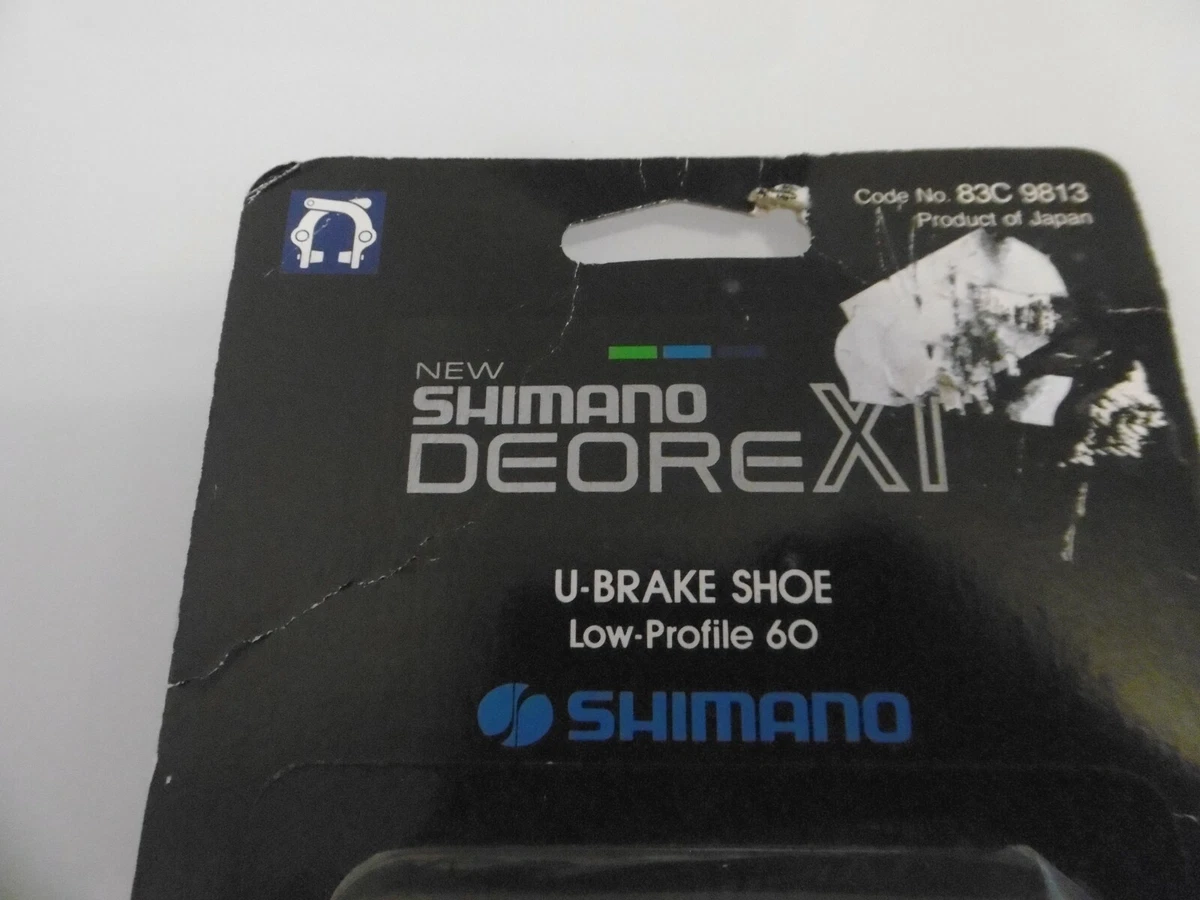 Code No. 83C 9813
Product of Japan
NEW
SHIMANO
DEORE XT
U-BRAKE SHOE
Low-Profile 60
SHIMANO